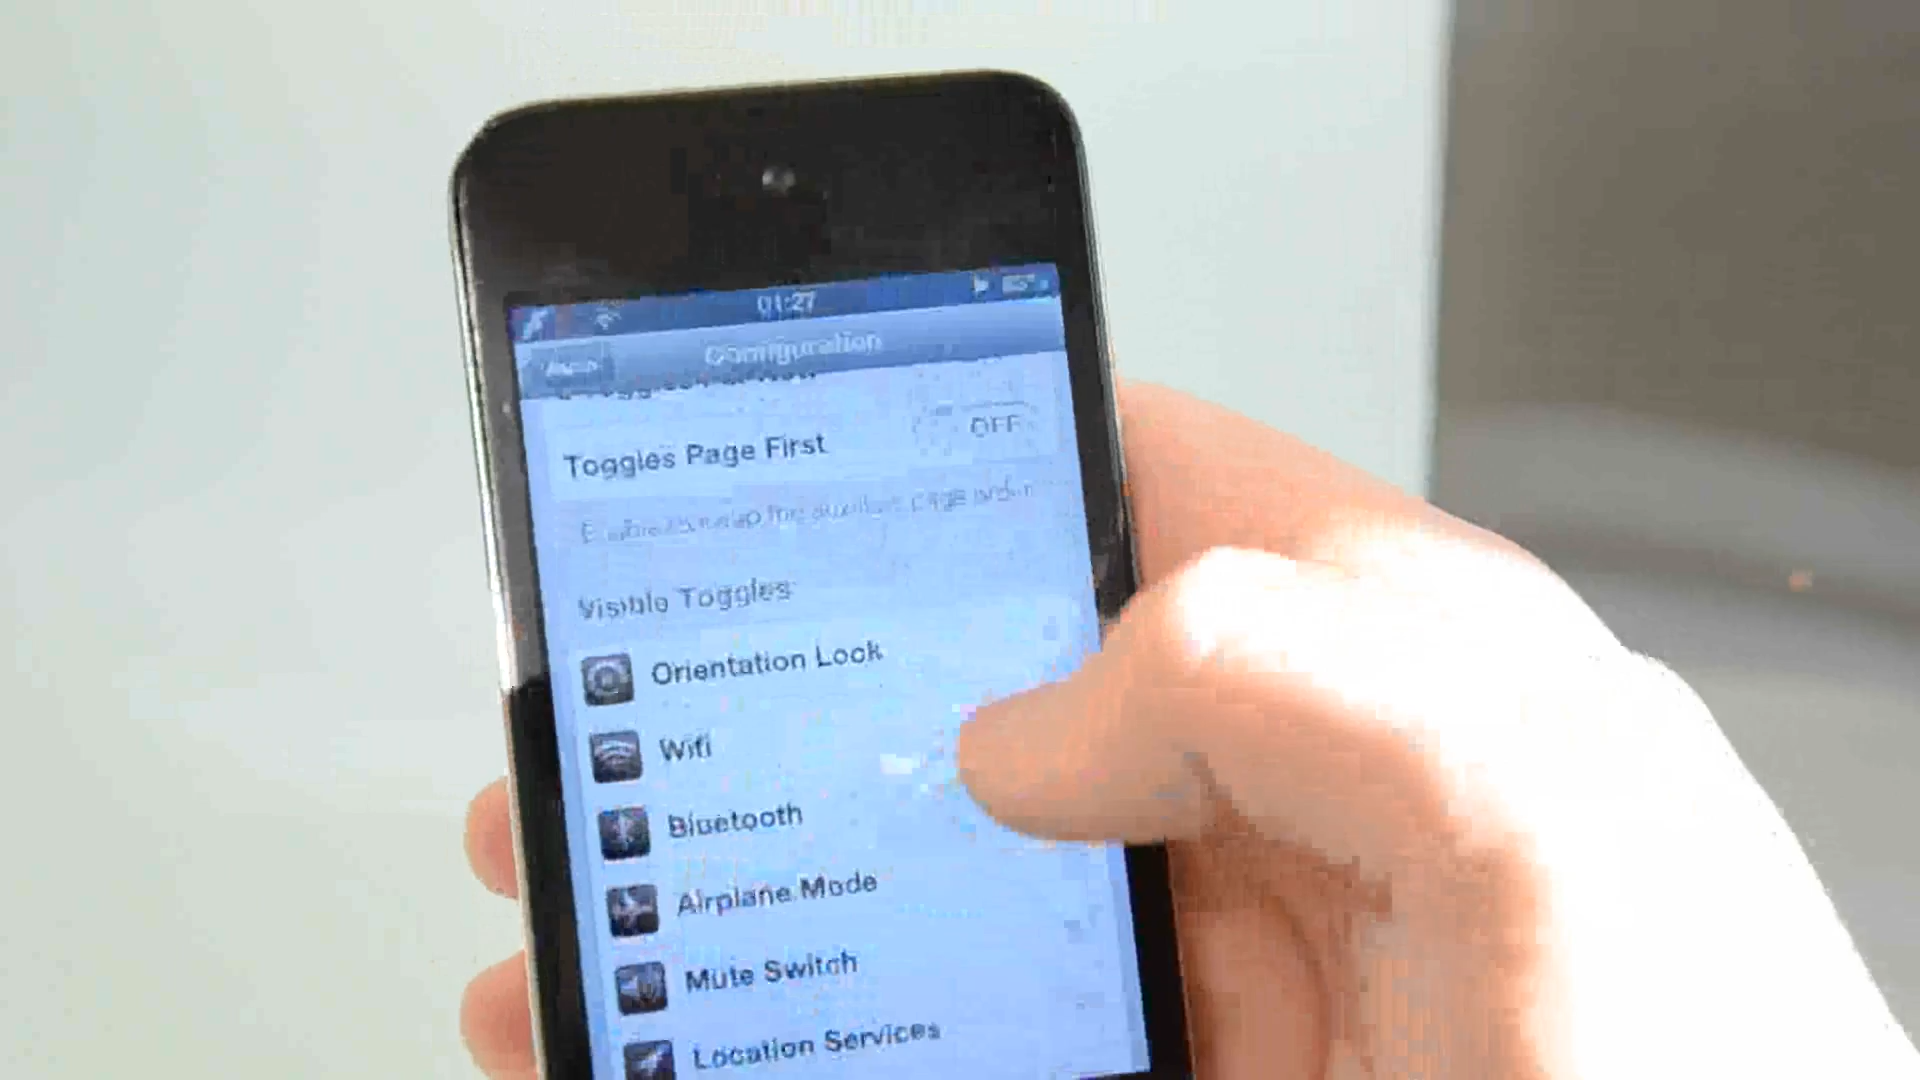 01:27
Configuration
Toggles Page First
OFF
page
Visible Toggles
Orientation Lock
Wifi
Bluetooth
Airplane Mode
Mute Switch
Location Services